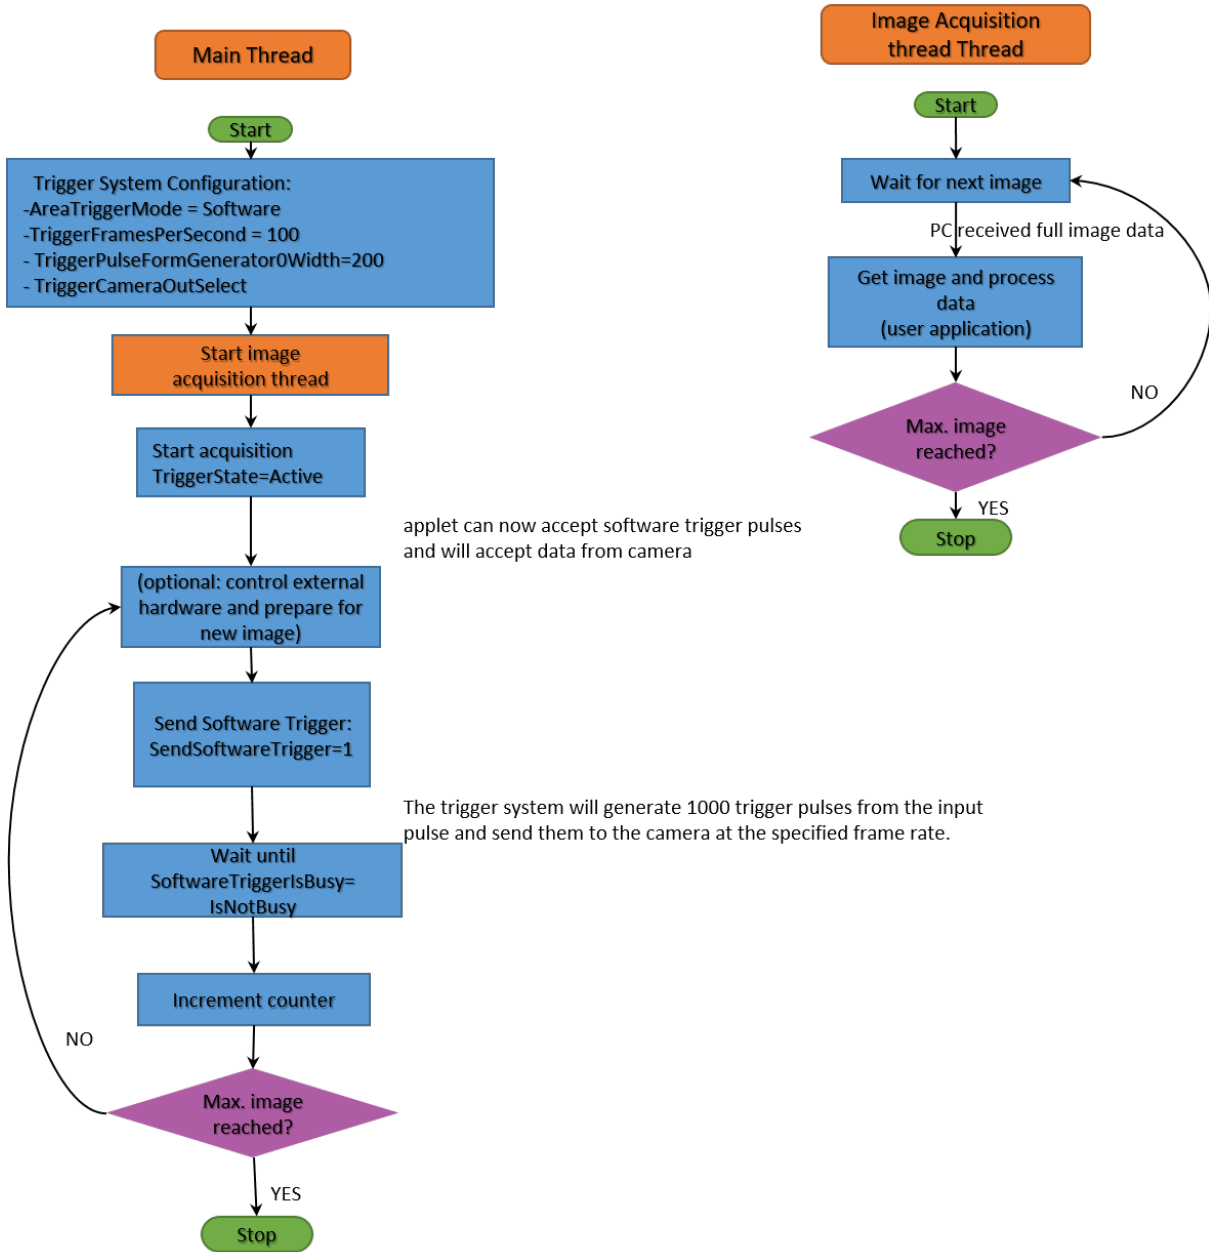 Main Thread
Start
Trigger System Configuration:
-AreaTriggerMode = Software
-TriggerFramesPerSecond = 100
- TriggerPulseFormGenerator0Width=200
- TriggerCameraOutSelect
Start image
acquisition thread
Start acquisition
TriggerState=Active
applet can now accept software trigger pulses
and will accept data from camera
(optional: control external
hardware and prepare for
new image)
Send Software Trigger:
SendSoftwareTrigger=1
The trigger system will generate 1000 trigger pulses from the input
pulse and send them to the camera at the specified frame rate.
Wait until
SoftwareTriggerIsBusy=
IsNotBusy
Increment counter
NO
Max. image
reached?
YES
Stop
Image Acquisition
thread Thread
Start
Wait for next image
PC received full image data
Get image and process
data
(user application)
NO
Max. image
reached?
YES
Stop